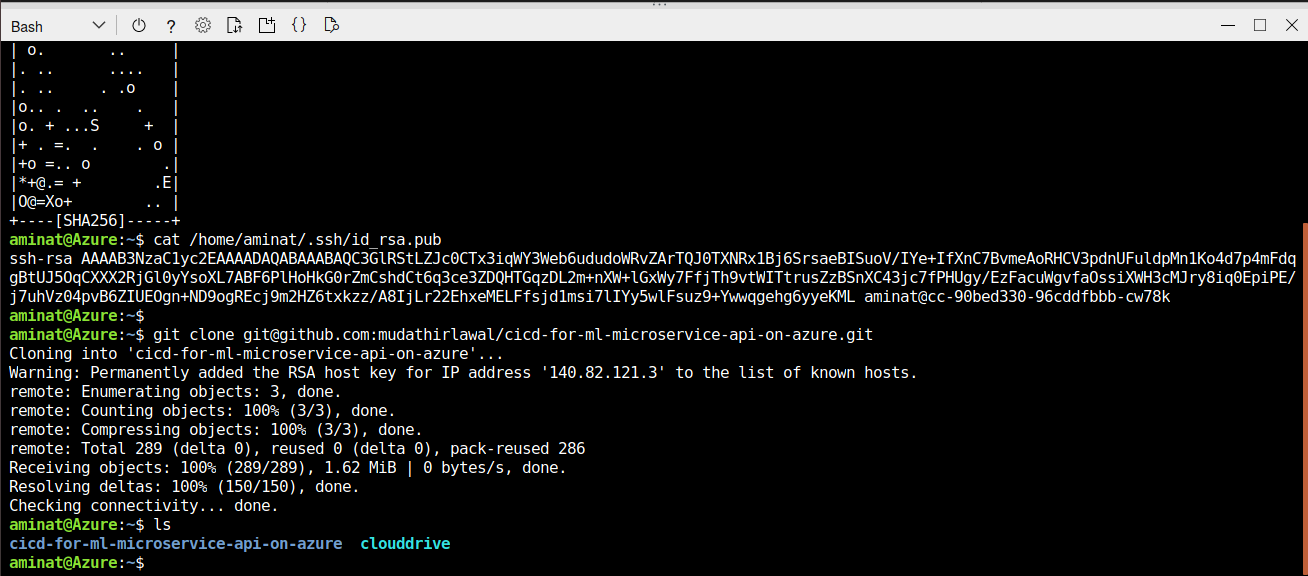 Bash
| o.       ..     |
|. ..      ....   |
|. ..     . .o    |
|o.. .  ..    .   |
|o. + ...S     +  |
|+ . =.  .    . o |
|+o =.. o        .|
|*+@.= +        .E|
|O@=Xo+        .. |
+----[SHA256]-----+
aminat@Azure:~$ cat /home/aminat/.ssh/id_rsa.pub
ssh-rsa AAAAB3NzaC1yc2EAAAADAQABAAABAQC3GlRStLZJc0CTx3iqWY3Web6ududoWRvZArTQJ0TXNRx1Bj6SrsaeBISuoV/IYe+IfXnC7BvmeAoRHCV3pdnUFuldpMn1Ko4d7p4mFdq
gBtUJ5OqCXXX2RjGl0yYsoXL7ABF6PlHoHkG0rZmCshdCt6q3ce3ZDQHTGqzDL2m+nXW+lGxWy7FfjTh9vtWITtrusZzBSnXC43jc7fPHUgy/EzFacuWgvfaOssiXWH3cMJry8iq0EpiPE/
j7uhVz04pvB6ZIUEOgn+ND9ogREcj9m2HZ6txkzz/A8IjLr22EhxeMELFfsjd1msi7lIYy5wlFsuz9+Ywwqgehg6yyeKML aminat@cc-90bed330-96cddfbbb-cw78k
aminat@Azure:~$
aminat@Azure:~$ git clone git@github.com:mudathirlawal/cicd-for-ml-microservice-api-on-azure.git
Cloning into 'cicd-for-ml-microservice-api-on-azure'...
Warning: Permanently added the RSA host key for IP address '140.82.121.3' to the list of known hosts.
remote: Enumerating objects: 3, done.
remote: Counting objects: 100% (3/3), done.
remote: Compressing objects: 100% (3/3), done.
remote: Total 289 (delta 0), reused 0 (delta 0), pack-reused 286
Receiving objects: 100% (289/289), 1.62 MiB | 0 bytes/s, done.
Resolving deltas: 100% (150/150), done.
Checking connectivity... done.
aminat@Azure:~$ ls
cicd-for-ml-microservice-api-on-azure  clouddrive
aminat@Azure:~$